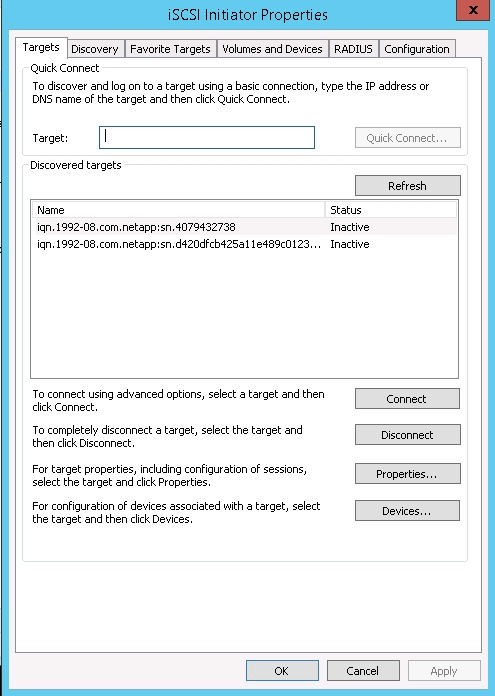 iSCSI Initiator Properties
x
Targets Discovery Favorite Targets Volumes and Devices RADIUS Configuration
Quick Connect
To discover and log on to a target using a basic connection, type the IP address or
DNS name of the target and then click Quick Connect.
Target: Quick Connect...
Discovered targets
Refresh
Name Status
iqn.1992-08.com.netapp:sn.4079432738 Inactive
iqn.1992-08.com.netapp:sn.d420dfcb425a11e489c0123... Inactive
To connect using advanced options, select a target and then
click Connect.
Connect
To completely disconnect a target, select the target and
then click Disconnect.
Disconnect
For target properties, including configuration of sessions,
select the target and click Properties.
Properties...
For configuration of devices associated with a target, select
the target and then click Devices.
Devices...
OK Cancel Apply